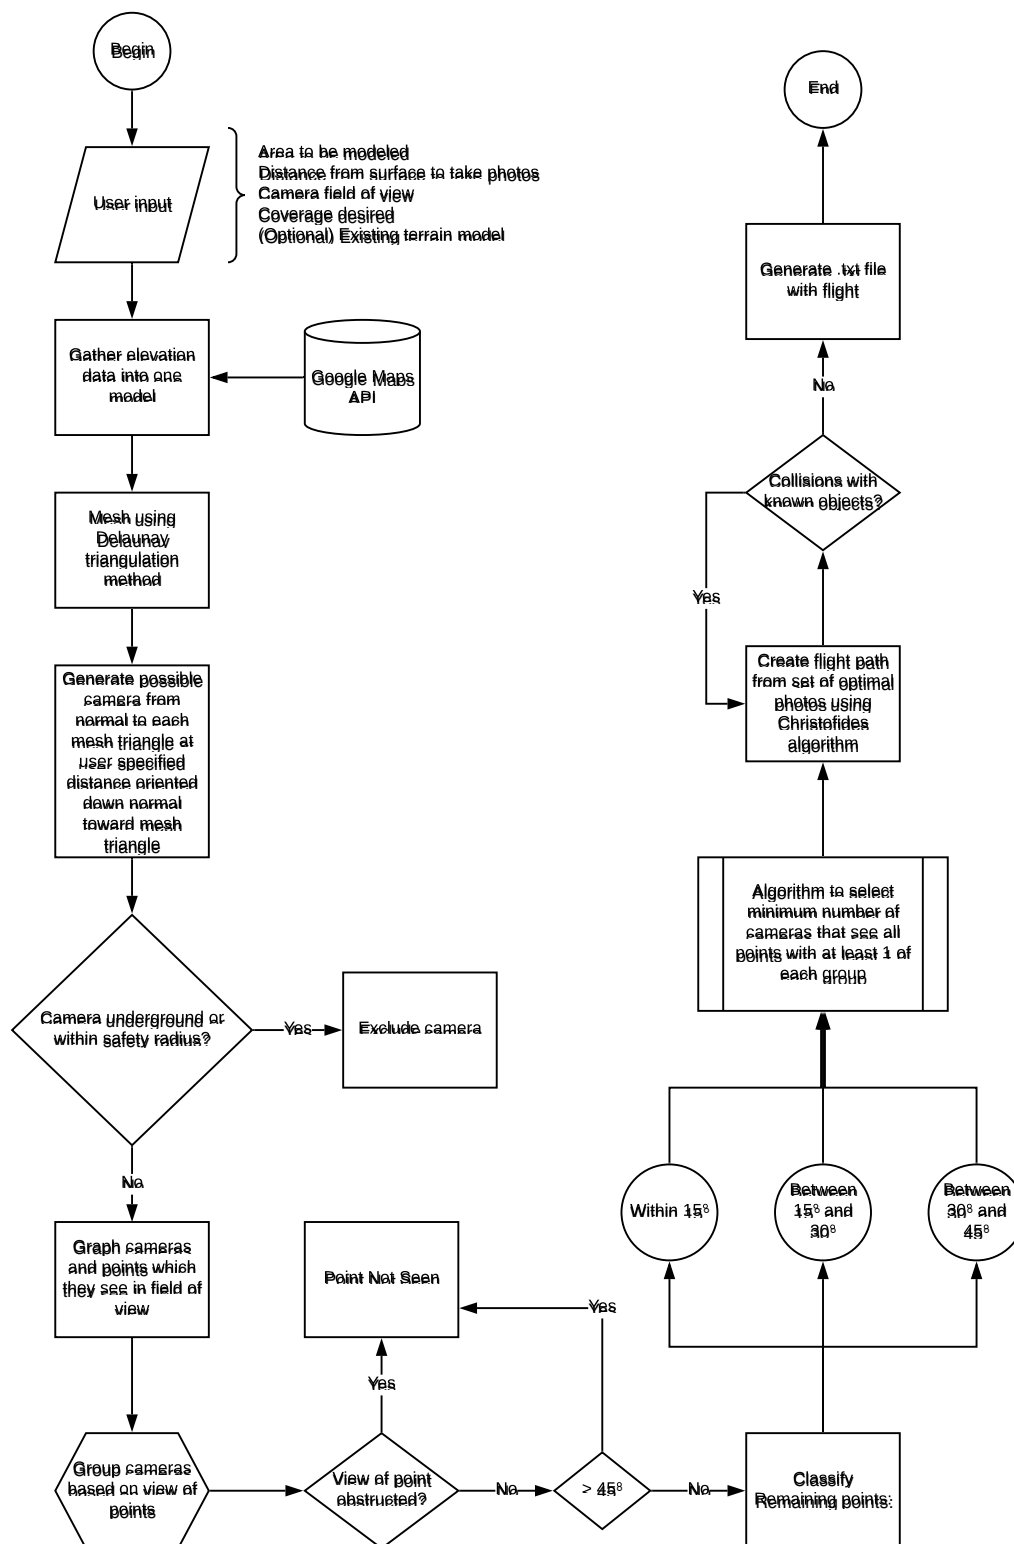 Begin
User input
Area to be modeled
Distance from surface to take photos
Camera field of view
Coverage desired
(Optional) Existing terrain model
Gather elevation
data into one
model
Google Maps
API
Mesh using
Delaunay
triangulation
method
Generate possible
camera from
normal to each
mesh triangle at
user specified
distance oriented
down normal
toward mesh
triangle
Camera underground or
within safety radius?
Yes
Exclude camera
No
Graph cameras
and points which
they see in field of
view
Group cameras
based on view of
points
View of point
obstructed?
Yes
Point Not Seen
No
> 45º
Yes
No
Classify
Remaining points:
Within 15º
Between
15º and
30º
Between
30º and
45º
Algorithm to select
minimum number of
cameras that see all
points with at least 1 of
each group
Create flight path
from set of optimal
photos using
Christofides
algorithm
Collisions with
known objects?
Yes
No
Generate .txt file
with flight
End